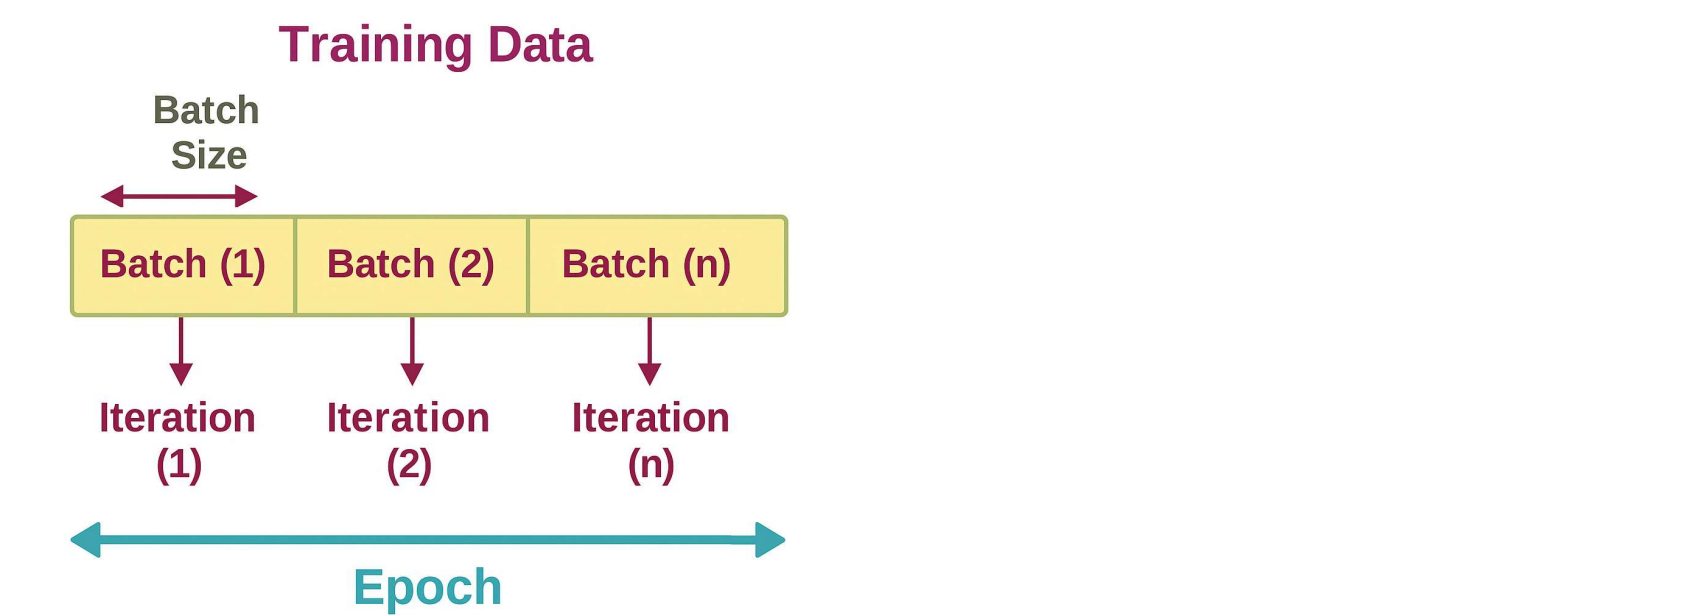 Training Data
Batch
Size
Batch (1)
Batch (2)
Batch (n)
Iteration
(1)
Iteration
(2)
Iteration
(n)
Epoch